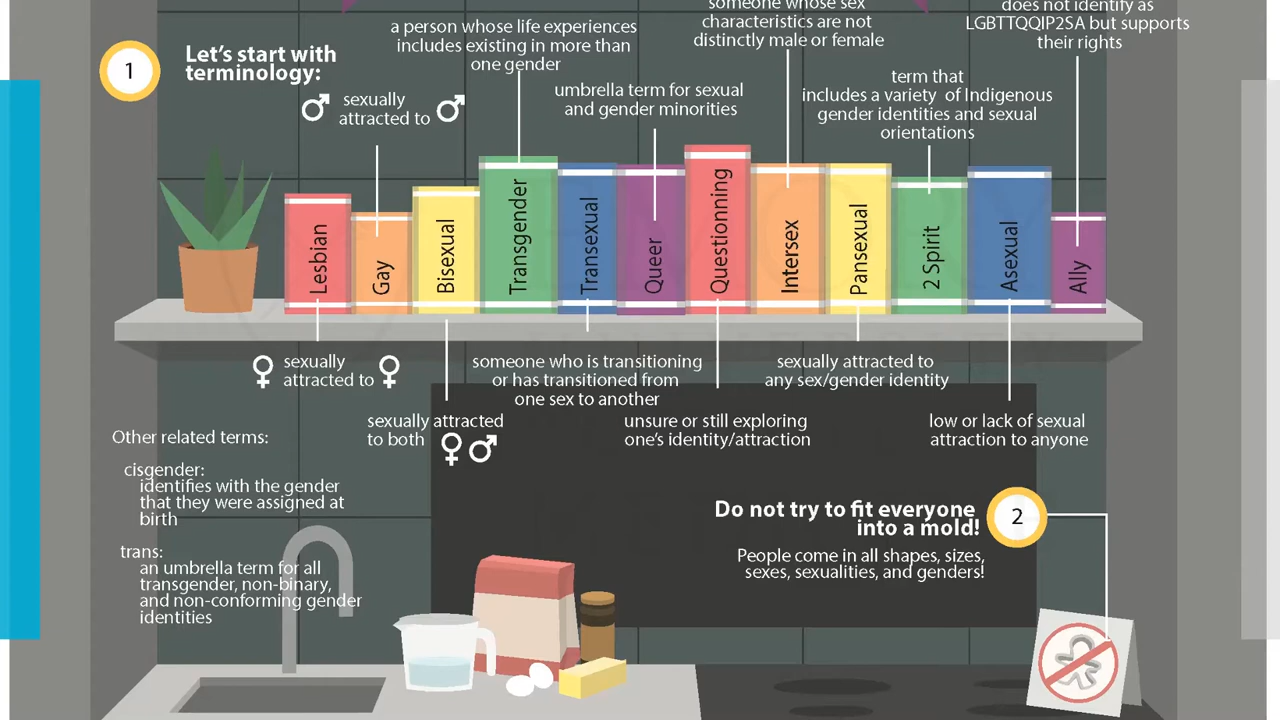 1
Let's start with
terminology:
a person whose life experiences
includes existing in more than
one gender
someone whose sex
characteristics are not
distinctly male or female
does not identify as
LGBTTQQIP2SA but supports
their rights
sexually
attracted to
umbrella term for sexual
and gender minorities
term that
includes a variety of Indigenous
gender identities and sexual
orientations
Lesbian
Gay
Bisexual
Transgender
Transexual
Queer
Questionning
Intersex
Pansexual
2 Spirit
Asexual
Ally
sexually
attracted to
someone who is transitioning
or has transitioned from
one sex to another
sexually attracted to
any sex/gender identity
sexually attracted
to both
unsure or still exploring
one's identity/attraction
low or lack of sexual
attraction to anyone
Other related terms:
cisgender:
identifies with the gender
that they were assigned at
birth
trans:
an umbrella term for all
transgender, non-binary,
and non-conforming gender
identities
Do not try to fit everyone
into a mold!
2
People come in all shapes, sizes,
sexes, sexualities, and genders!